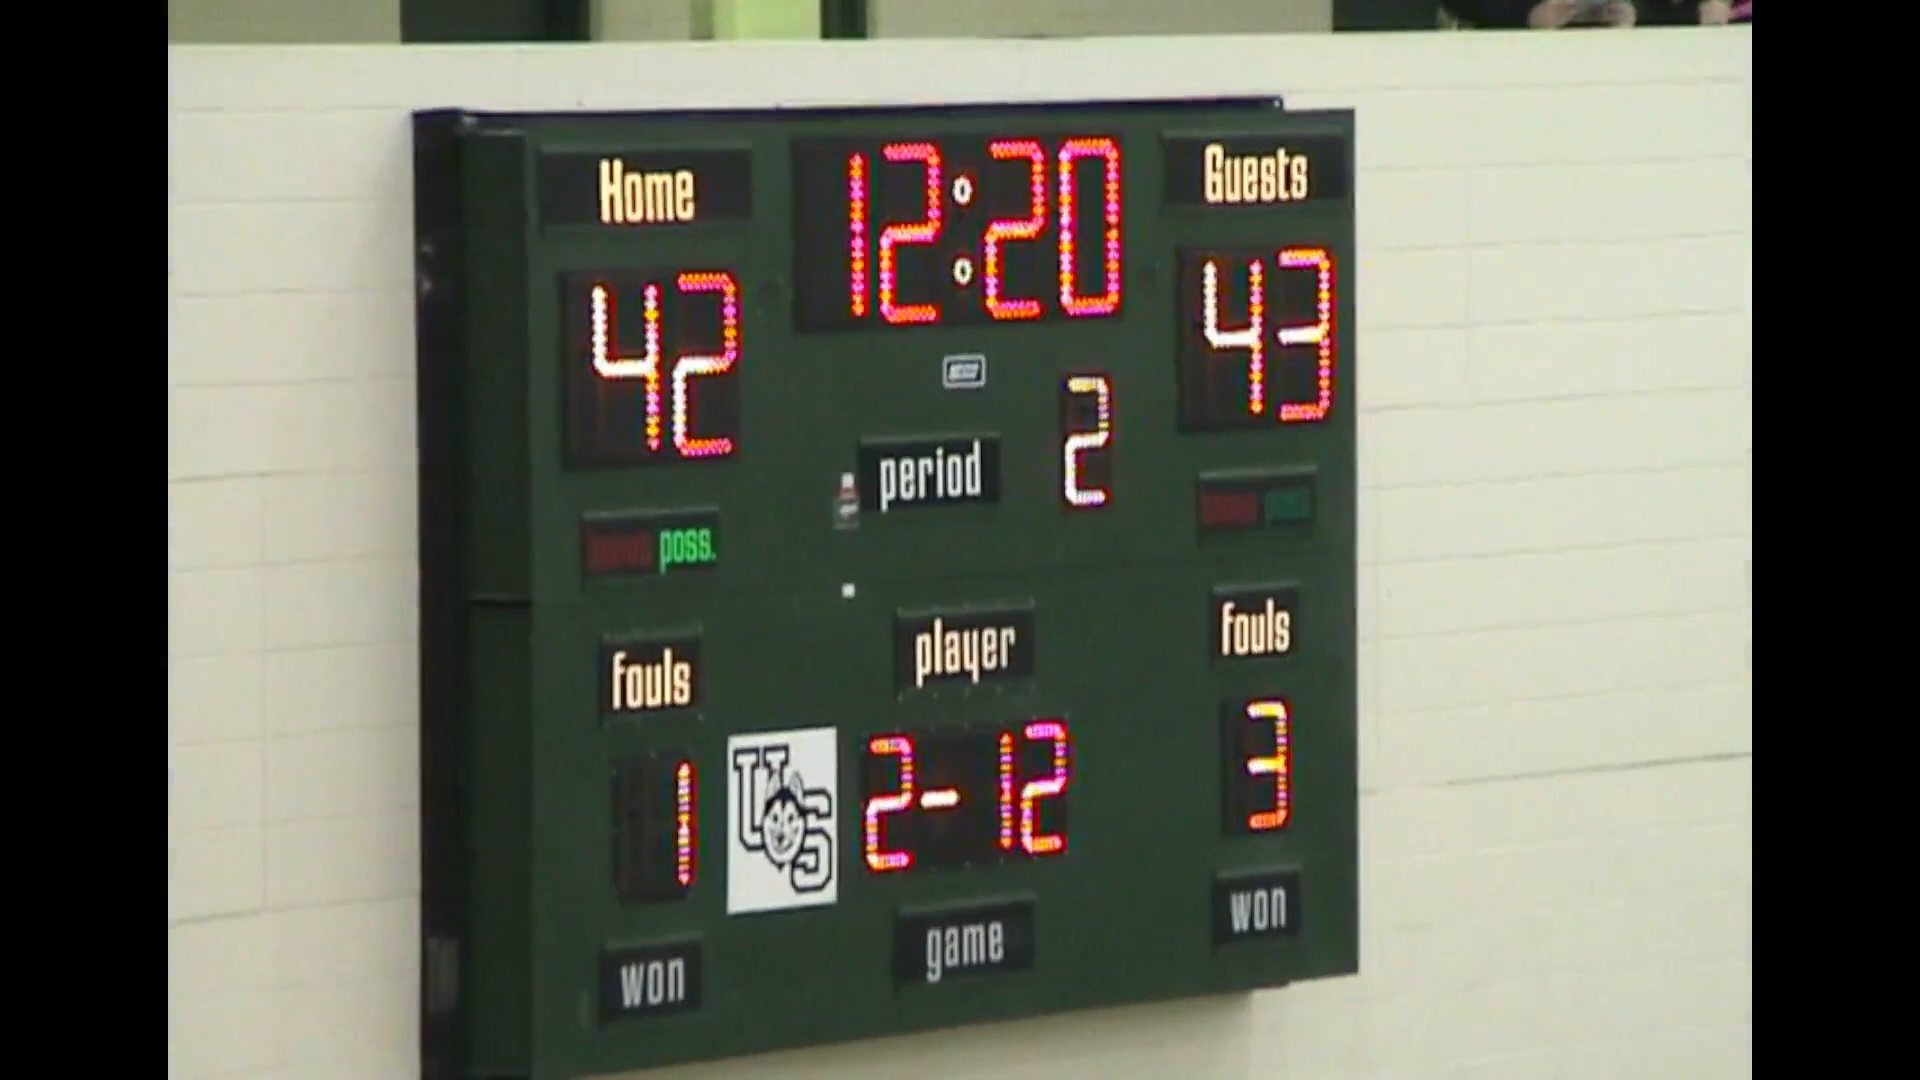 Home 12:20 Guests
42 43
period 2
poss.
fouls player fouls
1 US 2-12 3
won game won